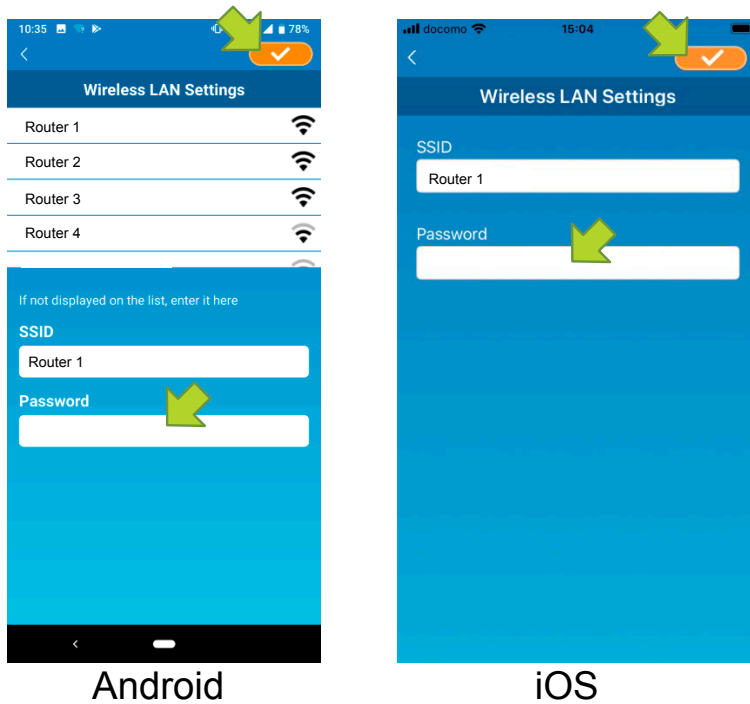 10:35 78%
Wireless LAN Settings
Router 1
Router 2
Router 3
Router 4
If not displayed on the list, enter it here
SSID
Router 1
Password
Android
docomo 15:04
Wireless LAN Settings
SSID
Router 1
Password
iOS